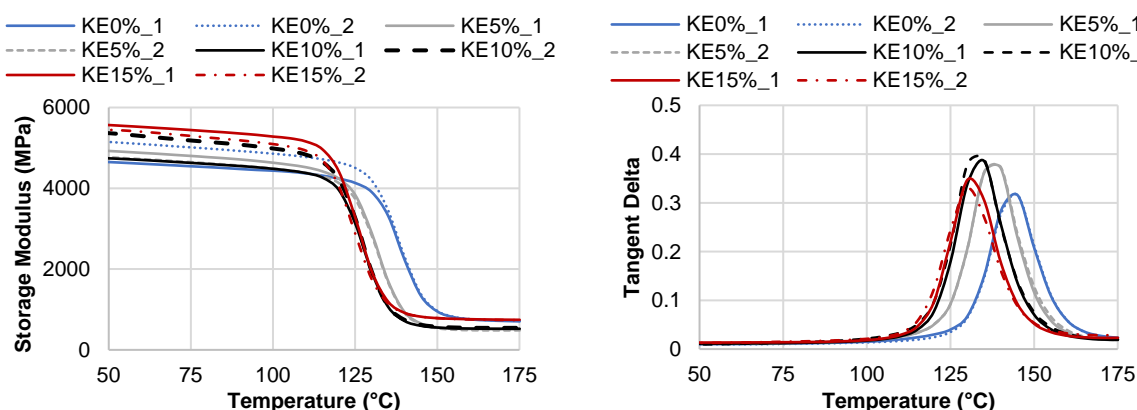 KE0%_1 KE0%_2 KE5%_1
KE5%_2 KE10%_1 KE10%_2
KE15%_1 KE15%_2
6000
4000
2000
0
Storage Modulus (MPa)
50 75 100 125 150 175
Temperature (°C)
KE0%_1 KE0%_2 KE5%_1
KE5%_2 KE10%_1 KE10%_
KE15%_1 KE15%_2
0.5
0.4
0.3
0.2
0.1
0
Tangent Delta
50 75 100 125 150 175
Temperature (°C)